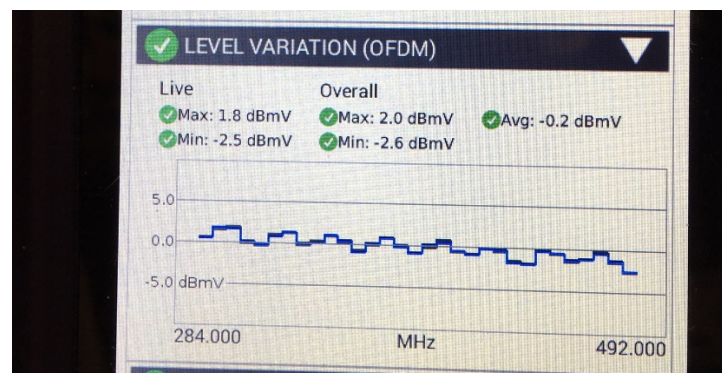 LEVEL VARIATION (OFDM)
Live Overall
Max: 1.8 dBmV Max: 2.0 dBmV Avg: -0.2 dBmV
Min: -2.5 dBmV Min: -2.6 dBmV
5.0
0.0
-5.0 dBmV
284.000 MHz 492.000